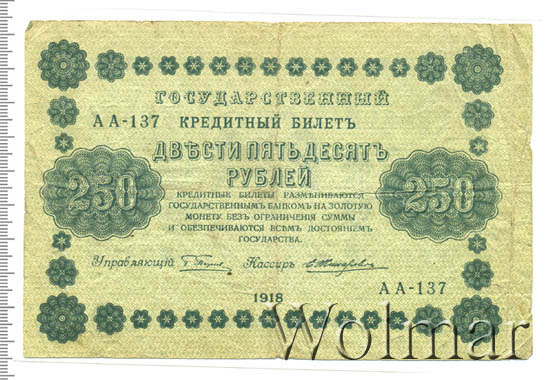 ГОСУДАРСТВЕННЫЙ
АА-137 КРЕДИТНЫЙ БИЛЕТЪ
ДВѢСТИ ПЯТЬДЕСЯТЪ
РУБЛЕЙ
250 250
КРЕДИТНЫЕ БИЛЕТЫ РАЗМѢНИВАЮТСЯ
ГОСУДАРСТВЕННЫМЪ БАНКОМЪ НА ЗОЛОТУЮ
МОНЕТУ БЕЗЪ ОГРАНИЧЕНІЯ СУММЫ
И ОБЕЗПЕЧИВАЮТСЯ ВСѢМЪ ДОСТОЯНІЕМЪ
ГОСУДАРСТВА.
Управляющій Кассиръ
1918
АА-137
Wolmar